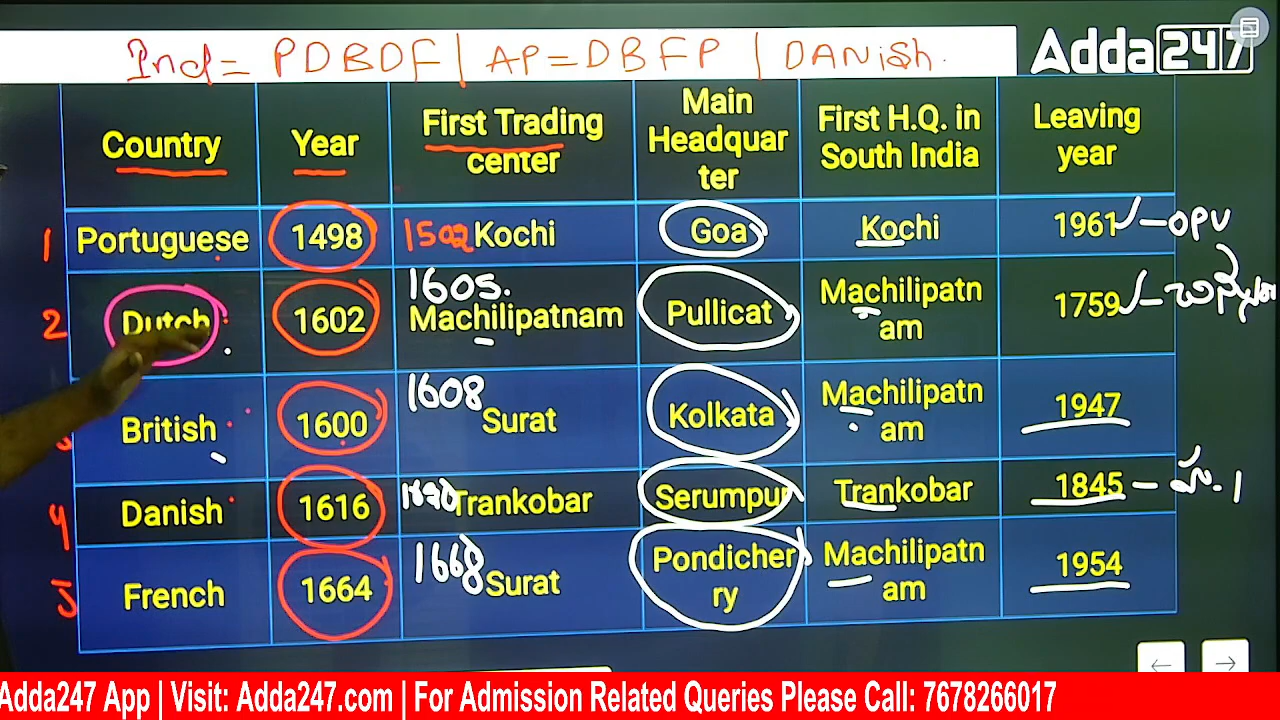 Ind= PDBDF | AP=DBFP | DANish.
Adda247
Country Year First Trading center Main Headquarter First H.Q. in South India Leaving year
1 Portuguese 1498 1502 Kochi Goa Kochi 1961 - OPV
2 Dutch 1602 1605. Machilipatnam Pullicat Machilipatnam 1759
British 1600 1608 Surat Kolkata Machilipatnam 1947
4 Danish 1616 Trankobar Serumpur Trankobar 1845
5 French 1664 1668 Surat Pondicherry Machilipatnam 1954
Adda247 App | Visit: Adda247.com | For Admission Related Queries Please Call: 7678266017